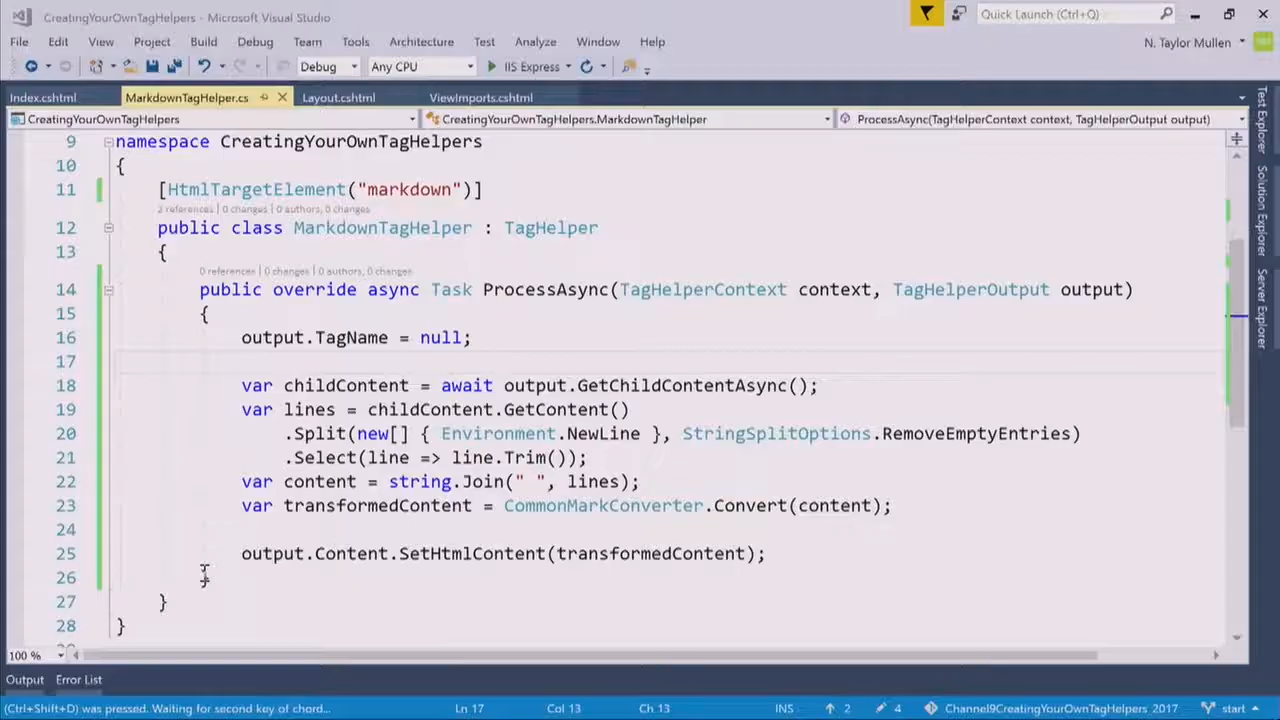 CreatingYourOwnTagHelpers - Microsoft Visual Studio
Quick Launch (Ctrl+Q)
File Edit View Project Build Debug Team Tools Architecture Test Analyze Window Help
N. Taylor Mullen
Debug Any CPU IIS Express
Index.cshtml MarkdownTagHelper.cs Layout.cshtml ViewImports.cshtml
CreatingYourOwnTagHelpers CreatingYourOwnTagHelpers.MarkdownTagHelper ProcessAsync(TagHelperContext context, TagHelperOutput output)
9 namespace CreatingYourOwnTagHelpers
10 {
11 [HtmlTargetElement("markdown")]
2 references | 0 changes | 0 authors, 0 changes
12 public class MarkdownTagHelper : TagHelper
13 {
0 references | 0 changes | 0 authors, 0 changes
14 public override async Task ProcessAsync(TagHelperContext context, TagHelperOutput output)
15 {
16 output.TagName = null;
17
18 var childContent = await output.GetChildContentAsync();
19 var lines = childContent.GetContent()
20 .Split(new[] { Environment.NewLine }, StringSplitOptions.RemoveEmptyEntries)
21 .Select(line => line.Trim());
22 var content = string.Join(" ", lines);
23 var transformedContent = CommonMarkConverter.Convert(content);
24
25 output.Content.SetHtmlContent(transformedContent);
26 }
27 }
28 }
100 %
Test Explorer
Solution Explorer
Server Explorer
Output Error List
(Ctrl+Shift+D) was pressed. Waiting for second key of chord... Ln 17 Col 13 Ch 13 INS 2 4 Channel9CreatingYourOwnTagHelpers 2017 start